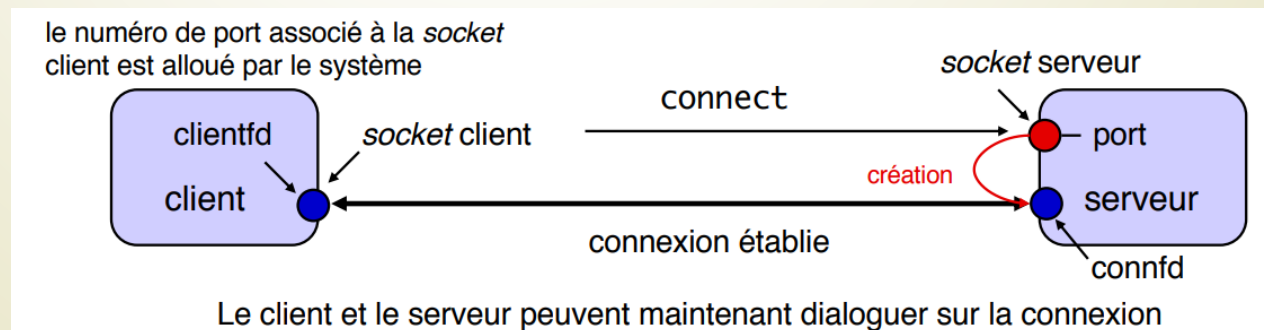 le numéro de port associé à la socket
client est alloué par le système
socket serveur
connect
clientfd
socket client
port
création
client
serveur
connexion établie
connfd
Le client et le serveur peuvent maintenant dialoguer sur la connexion